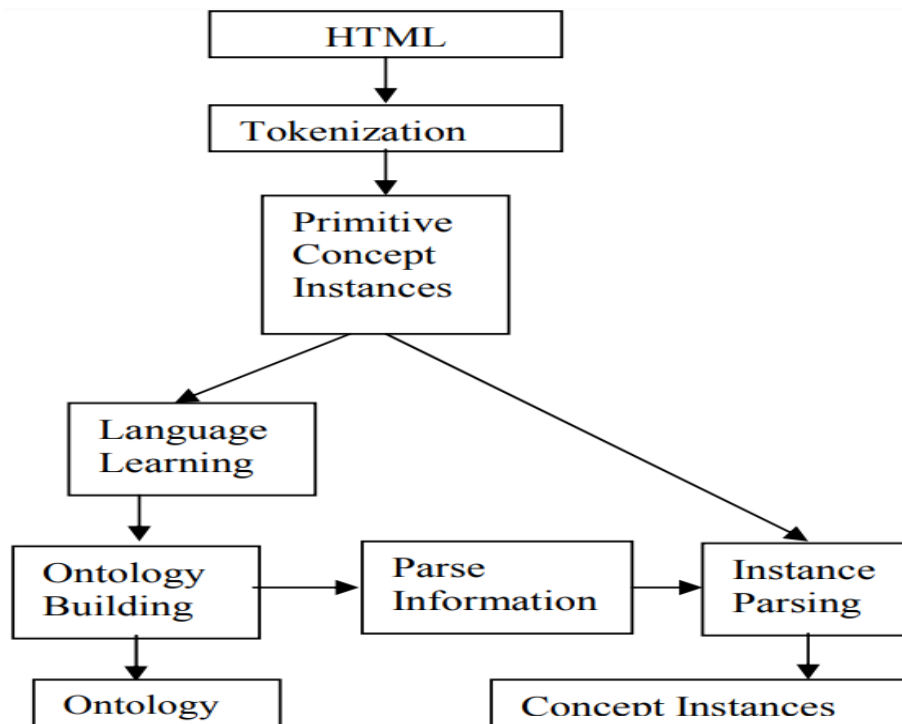 HTML
Tokenization
Primitive
Concept
Instances
Language
Learning
Ontology
Building
Parse
Information
Instance
Parsing
Ontology
Concept Instances